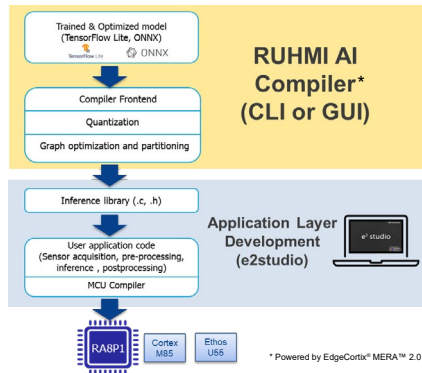 Trained & Optimized model
(TensorFlow Lite, ONNX)
TensorFlow Lite
ONNX
RUHMI AI
Compiler*
(CLI or GUI)
Compiler Frontend
Quantization
Graph optimization and partitioning
Inference library (.c, .h)
Application Layer
Development
(e2studio)
e² studio
User application code
(Sensor acquisition, pre-processing,
inference , postprocessing)
MCU Compiler
RA8P1
Cortex
M85
Ethos
U55
* Powered by EdgeCortix® MERA™ 2.0